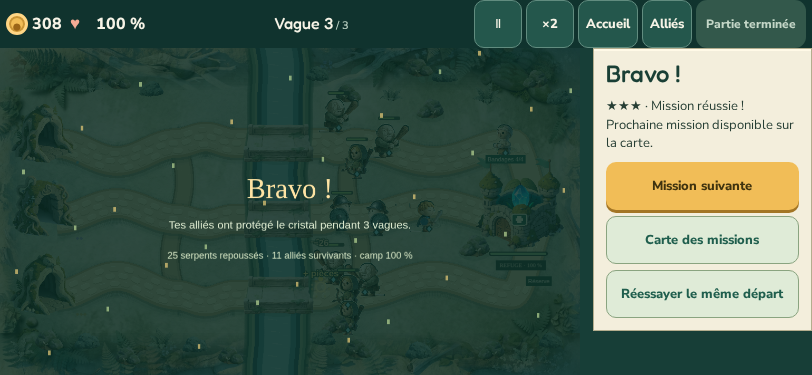 308 ♥ 100 %
Vague 3 / 3
II
×2
Accueil
Alliés
Partie terminée
Bravo !
★★★ · Mission réussie !
Prochaine mission disponible sur
la carte.
Mission suivante
Carte des missions
Réessayer le même départ
Bravo !
Tes alliés ont protégé le cristal pendant 3 vagues.
25 serpents repoussés · 11 alliés survivants · camp 100 %